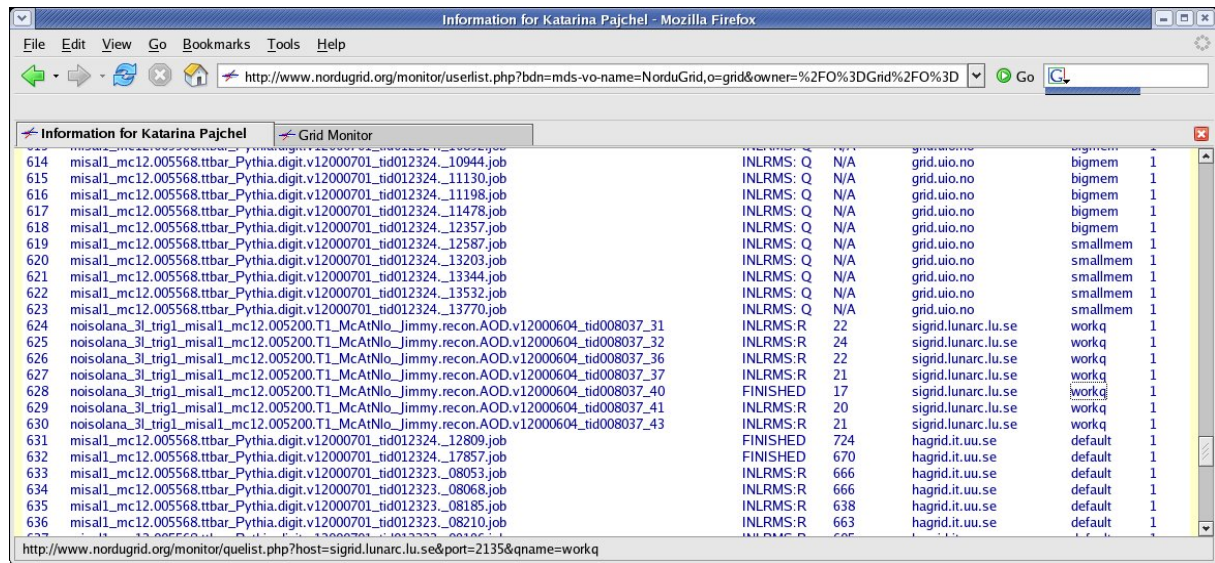 Information for Katarina Pajchel - Mozilla Firefox
File Edit View Go Bookmarks Tools Help
http://www.nordugrid.org/monitor/userlist.php?bdn=mds-vo-name=NorduGrid,o=grid&owner=%2FO%3DGrid%2FO%3D Go G
Information for Katarina Pajchel Grid Monitor
614 misal1_mc12.005568.ttbar_Pythia.digit.v12000701_tid012324._10944.job INLRMS: Q N/A grid.uio.no bigmem 1
615 misal1_mc12.005568.ttbar_Pythia.digit.v12000701_tid012324._11130.job INLRMS: Q N/A grid.uio.no bigmem 1
616 misal1_mc12.005568.ttbar_Pythia.digit.v12000701_tid012324._11198.job INLRMS: Q N/A grid.uio.no bigmem 1
617 misal1_mc12.005568.ttbar_Pythia.digit.v12000701_tid012324._11478.job INLRMS: Q N/A grid.uio.no bigmem 1
618 misal1_mc12.005568.ttbar_Pythia.digit.v12000701_tid012324._12357.job INLRMS: Q N/A grid.uio.no bigmem 1
619 misal1_mc12.005568.ttbar_Pythia.digit.v12000701_tid012324._12587.job INLRMS: Q N/A grid.uio.no smallmem 1
620 misal1_mc12.005568.ttbar_Pythia.digit.v12000701_tid012324._13203.job INLRMS: Q N/A grid.uio.no smallmem 1
621 misal1_mc12.005568.ttbar_Pythia.digit.v12000701_tid012324._13344.job INLRMS: Q N/A grid.uio.no smallmem 1
622 misal1_mc12.005568.ttbar_Pythia.digit.v12000701_tid012324._13532.job INLRMS: Q N/A grid.uio.no smallmem 1
623 misal1_mc12.005568.ttbar_Pythia.digit.v12000701_tid012324._13770.job INLRMS: Q N/A grid.uio.no smallmem 1
624 noisolana_3l_trig1_misal1_mc12.005200.T1_McAtNlo_Jimmy.recon.AOD.v12000604_tid008037_31 INLRMS:R 22 sigrid.lunarc.lu.se workq 1
625 noisolana_3l_trig1_misal1_mc12.005200.T1_McAtNlo_Jimmy.recon.AOD.v12000604_tid008037_32 INLRMS:R 24 sigrid.lunarc.lu.se workq 1
626 noisolana_3l_trig1_misal1_mc12.005200.T1_McAtNlo_Jimmy.recon.AOD.v12000604_tid008037_36 INLRMS:R 22 sigrid.lunarc.lu.se workq 1
627 noisolana_3l_trig1_misal1_mc12.005200.T1_McAtNlo_Jimmy.recon.AOD.v12000604_tid008037_37 INLRMS:R 21 sigrid.lunarc.lu.se workq 1
628 noisolana_3l_trig1_misal1_mc12.005200.T1_McAtNlo_Jimmy.recon.AOD.v12000604_tid008037_40 FINISHED 17 sigrid.lunarc.lu.se workq 1
629 noisolana_3l_trig1_misal1_mc12.005200.T1_McAtNlo_Jimmy.recon.AOD.v12000604_tid008037_41 INLRMS:R 20 sigrid.lunarc.lu.se workq 1
630 noisolana_3l_trig1_misal1_mc12.005200.T1_McAtNlo_Jimmy.recon.AOD.v12000604_tid008037_43 INLRMS:R 21 sigrid.lunarc.lu.se workq 1
631 misal1_mc12.005568.ttbar_Pythia.digit.v12000701_tid012324._12809.job FINISHED 724 hagrid.it.uu.se default 1
632 misal1_mc12.005568.ttbar_Pythia.digit.v12000701_tid012324._17857.job FINISHED 670 hagrid.it.uu.se default 1
633 misal1_mc12.005568.ttbar_Pythia.digit.v12000701_tid012323._08053.job INLRMS:R 666 hagrid.it.uu.se default 1
634 misal1_mc12.005568.ttbar_Pythia.digit.v12000701_tid012323._08068.job INLRMS:R 666 hagrid.it.uu.se default 1
635 misal1_mc12.005568.ttbar_Pythia.digit.v12000701_tid012323._08185.job INLRMS:R 638 hagrid.it.uu.se default 1
636 misal1_mc12.005568.ttbar_Pythia.digit.v12000701_tid012323._08210.job INLRMS:R 663 hagrid.it.uu.se default 1
http://www.nordugrid.org/monitor/quelist.php?host=sigrid.lunarc.lu.se&port=2135&qname=workq